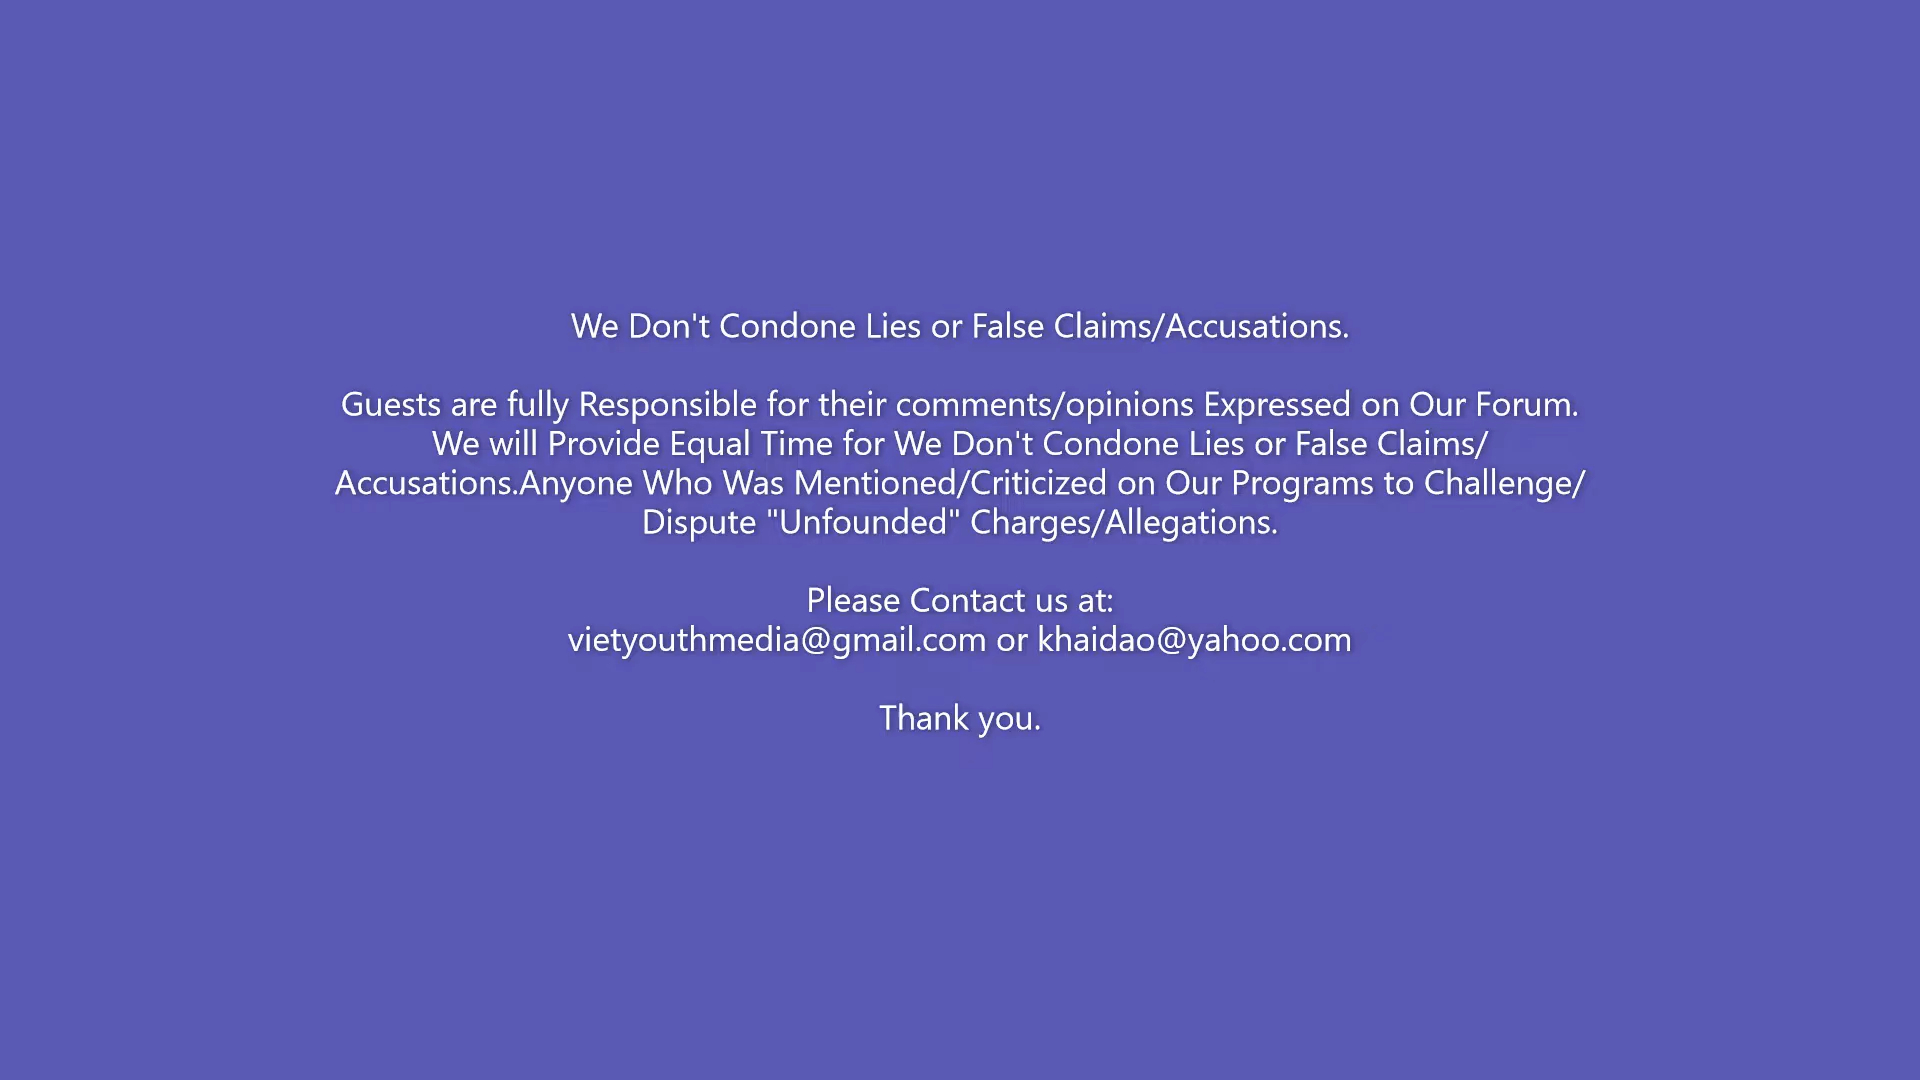 We Don't Condone Lies or False Claims/Accusations.
Guests are fully Responsible for their comments/opinions Expressed on Our Forum.
We will Provide Equal Time for We Don't Condone Lies or False Claims/
Accusations.Anyone Who Was Mentioned/Criticized on Our Programs to Challenge/
Dispute "Unfounded" Charges/Allegations.
Please Contact us at:
vietyouthmedia@gmail.com or khaidao@yahoo.com
Thank you.